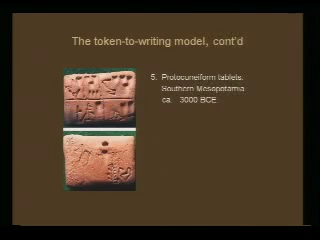 The token-to-writing model, cont'd
5. Protocuneiform tablets.
Southern Mesopotamia
ca. 3000 BCE